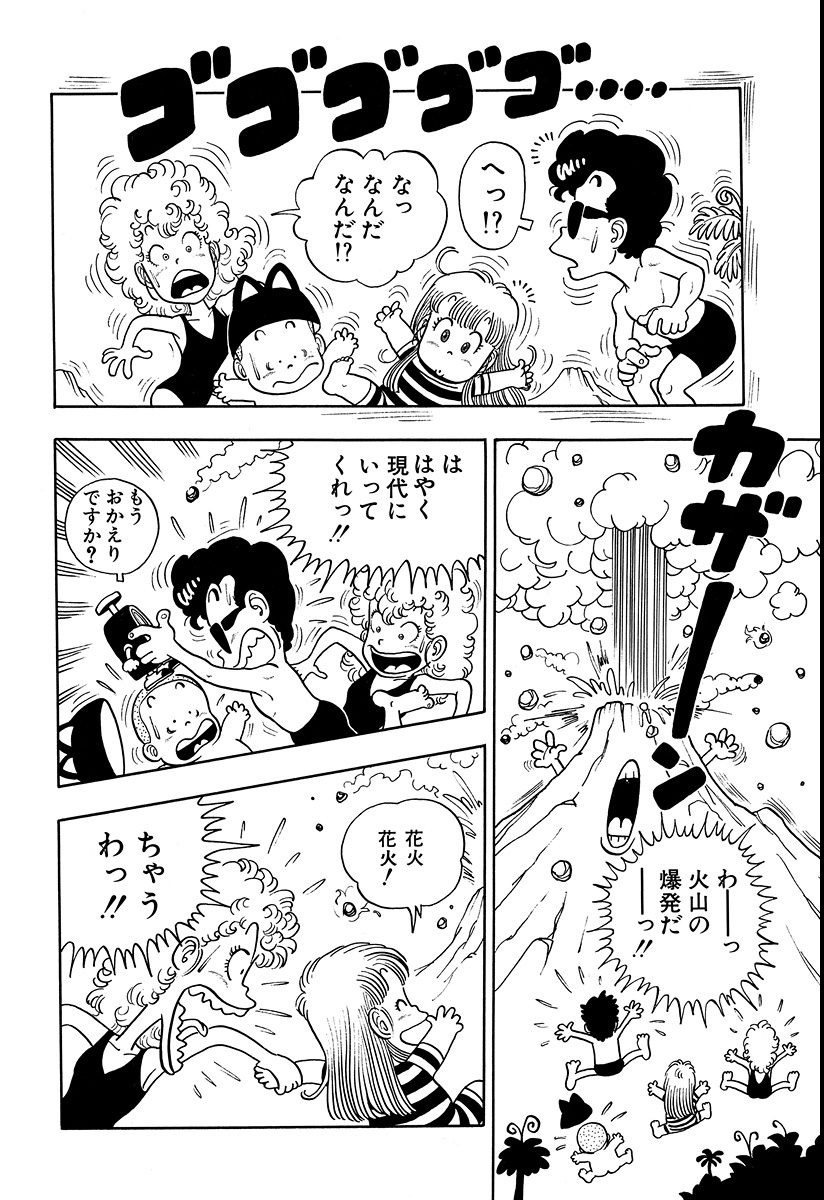 ゴゴゴゴゴ‥‥
へっ!?
なっ
なんだ
なんだ!?
カザーン
わ――っ
火山の
爆発だ
――っ!!
は
はやく
現代に
いって
くれっ!!
もう
おかえり
ですか?
花火
花火!
ちゃう
わっ!!